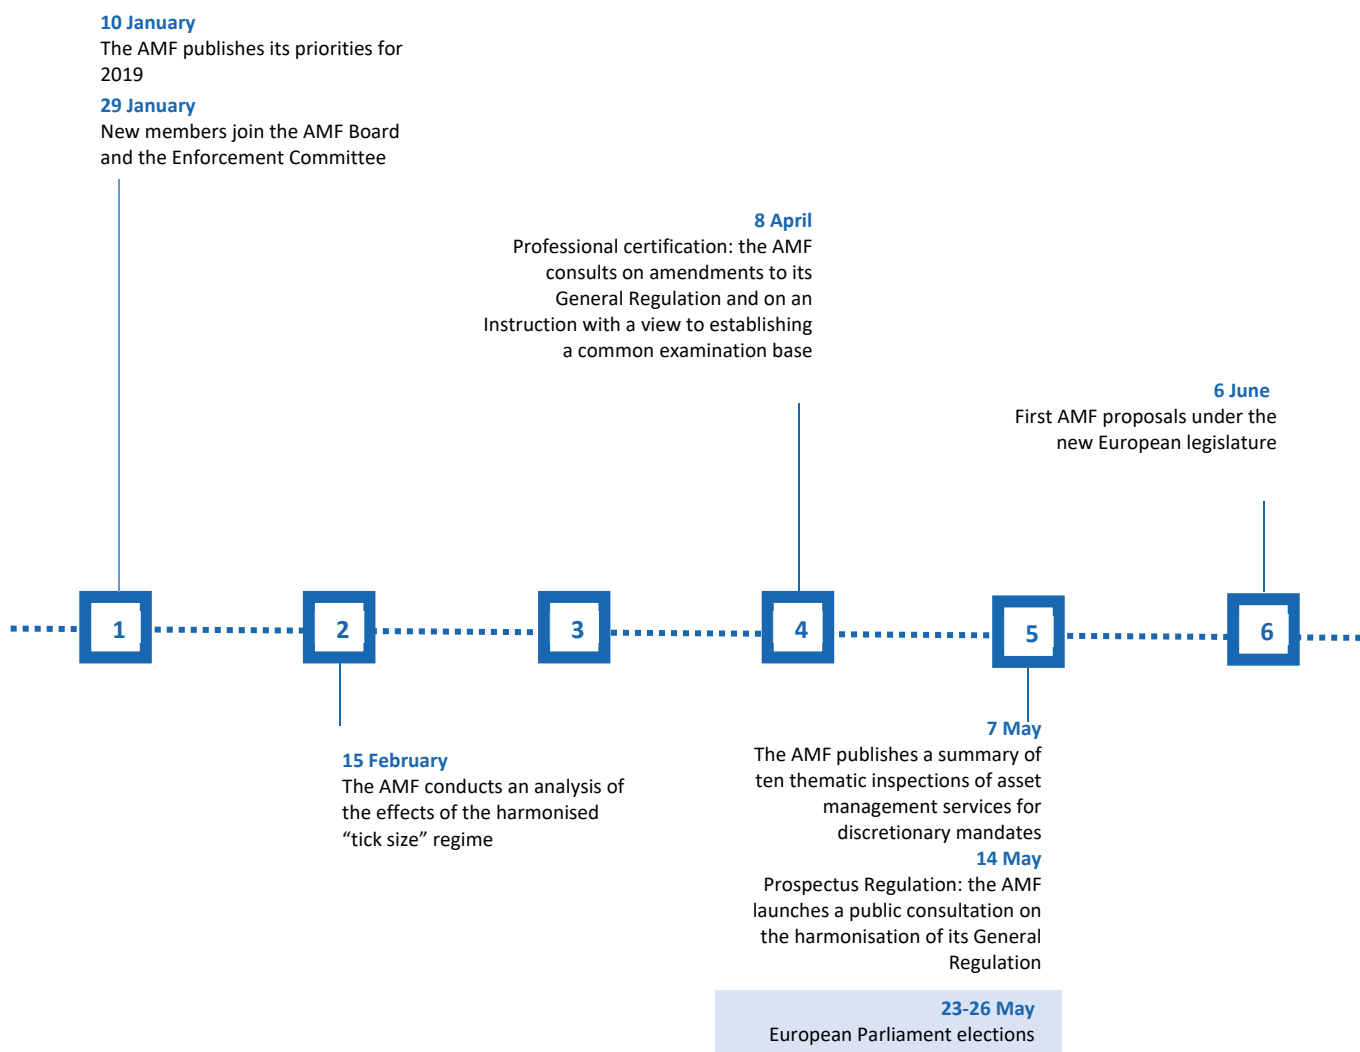 10 January
The AMF publishes its priorities for
2019
29 January
New members join the AMF Board
and the Enforcement Committee
8 April
Professional certification: the AMF
consults on amendments to its
General Regulation and on an
Instruction with a view to establishing
a common examination base
6 June
First AMF proposals under the
new European legislature
1
2
3
4
5
6
15 February
The AMF conducts an analysis of
the effects of the harmonised
“tick size” regime
7 May
The AMF publishes a summary of
ten thematic inspections of asset
management services for
discretionary mandates
14 May
Prospectus Regulation: the AMF
launches a public consultation on
the harmonisation of its General
Regulation
23-26 May
European Parliament elections